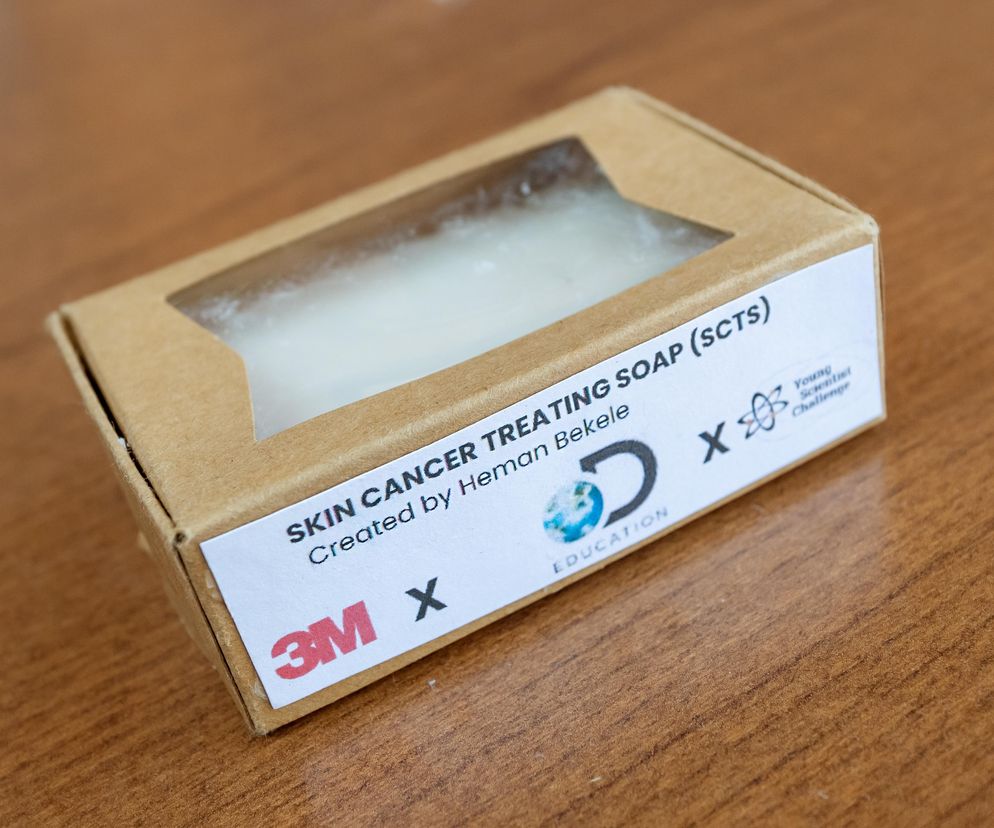 SKIN CANCER TREATING SOAP (SCTS)
Created by Heman Bekele
3M X
EDUCATION
X
Young
Scientist
Challenge